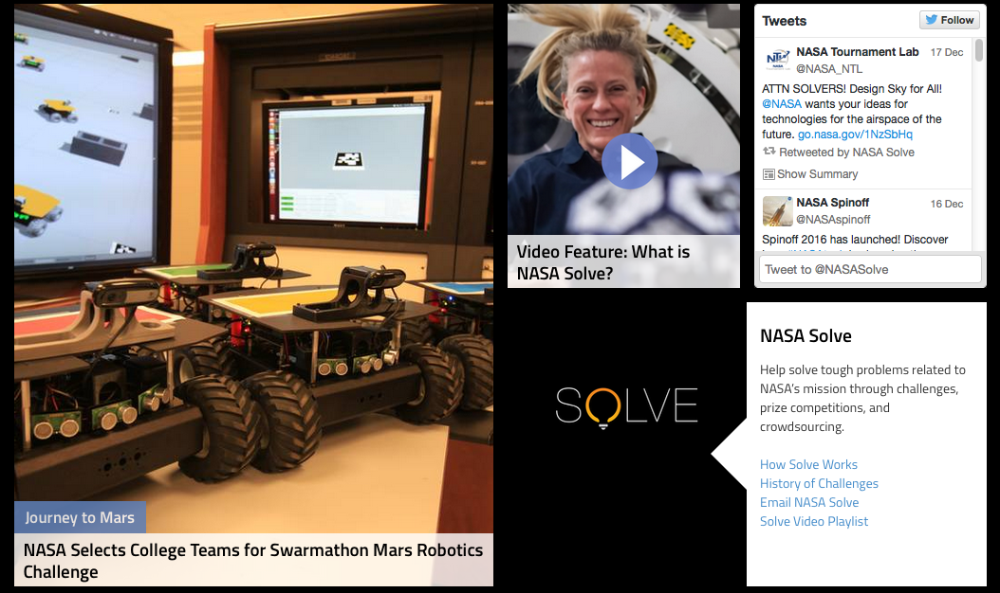 Journey to Mars
NASA Selects College Teams for Swarmathon Mars Robotics
Challenge
Video Feature: What is
NASA Solve?
Tweets
Follow
NASA Tournament Lab
17 Dec
@NASA_NTL
ATTN SOLVERS! Design Sky for All!
@NASA wants your ideas for
technologies for the airspace of the
future. go.nasa.gov/1NzSbHq
Retweeted by NASA Solve
Show Summary
NASA Spinoff
16 Dec
@NASAspinoff
Spinoff 2016 has launched! Discover
Tweet to @NASASolve
SOLVE
NASA Solve
Help solve tough problems related to
NASA's mission through challenges,
prize competitions, and
crowdsourcing.
How Solve Works
History of Challenges
Email NASA Solve
Solve Video Playlist